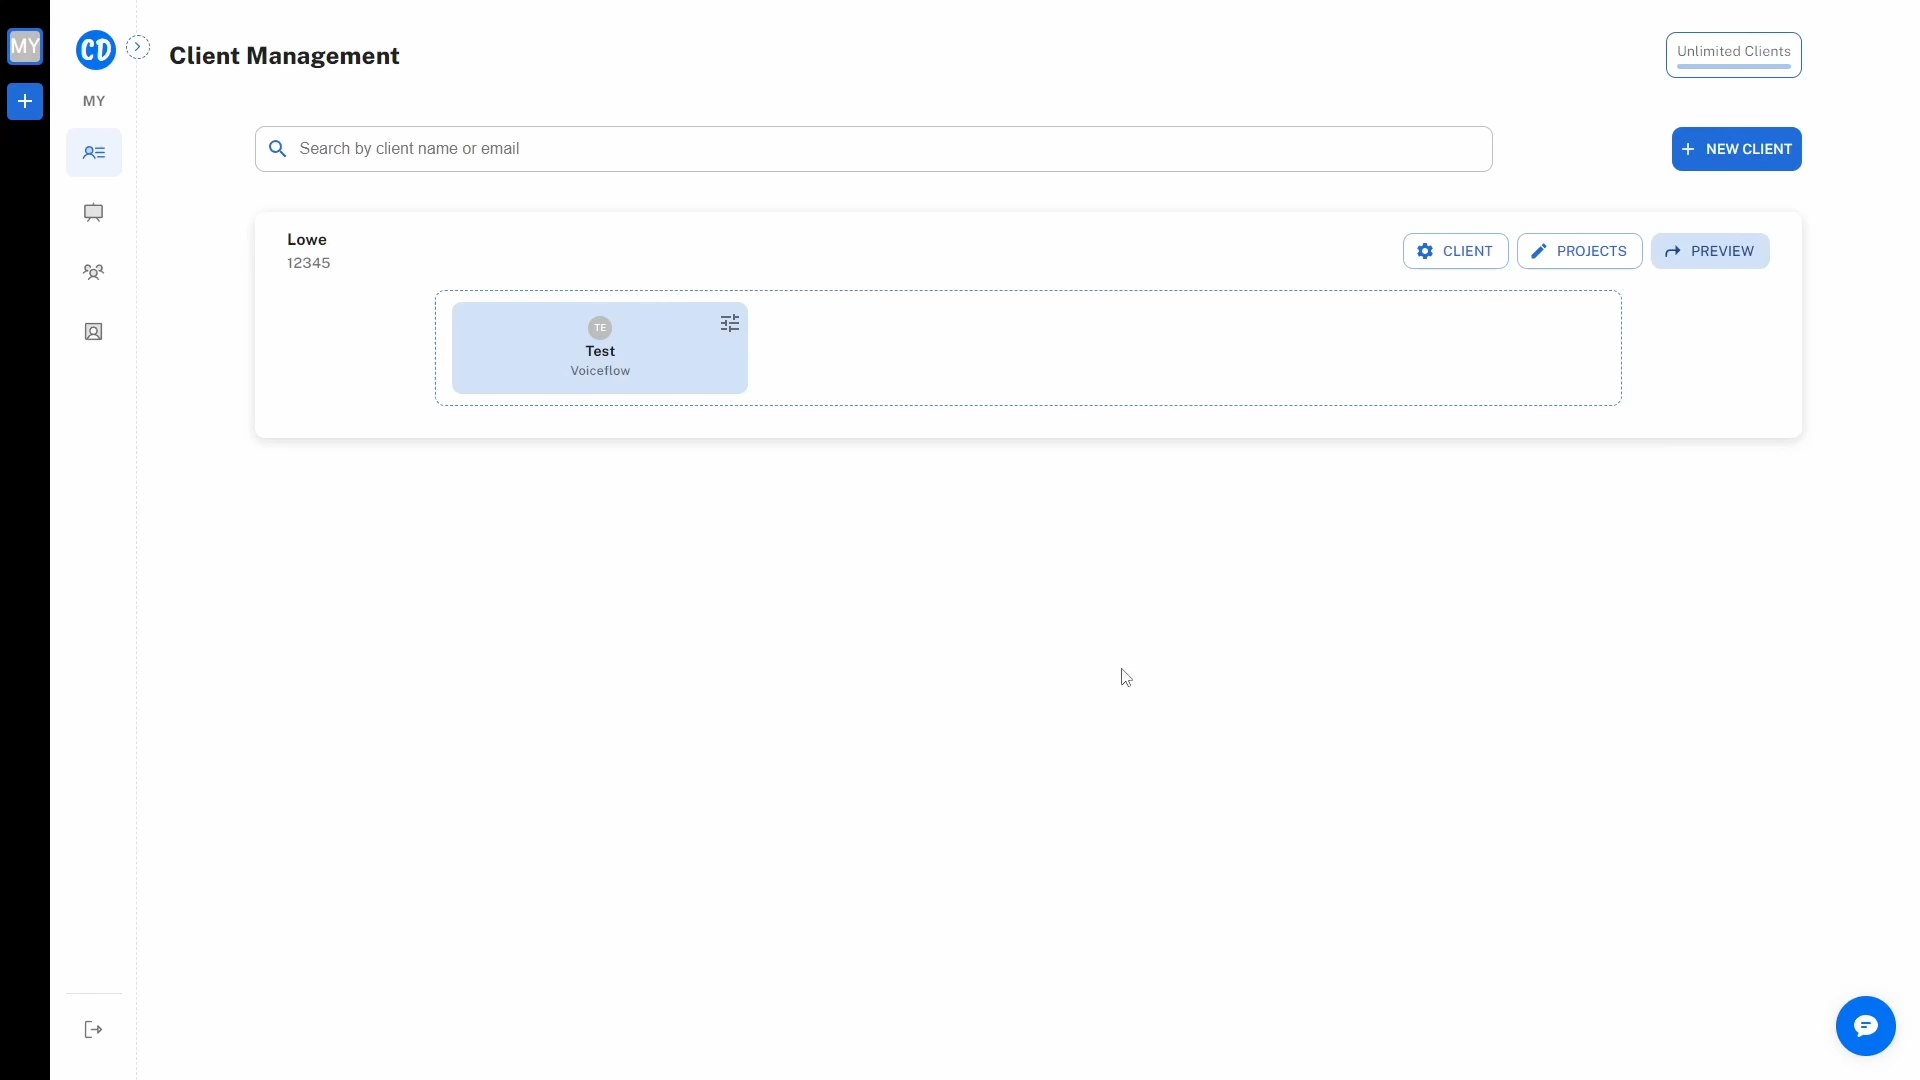 MY
CD
Client Management
Unlimited Clients
MY
Search by client name or email
NEW CLIENT
Lowe
12345
CLIENT
PROJECTS
PREVIEW
TE
Test
Voiceflow